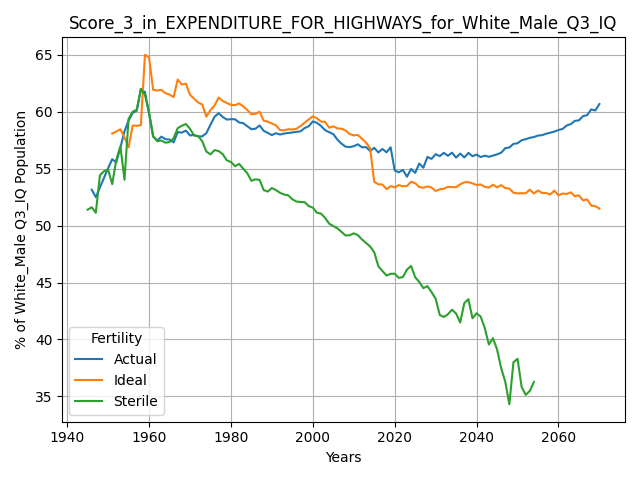 Score_3_in_EXPENDITURE_FOR_HIGHWAYS_for_White_Male_Q3_IQ
% of White_Male Q3_IQ Population
65
60
55
50
45
40
35
Fertility
Actual
Ideal
Sterile
1940 1960 1980 2000 2020 2040 2060
Years